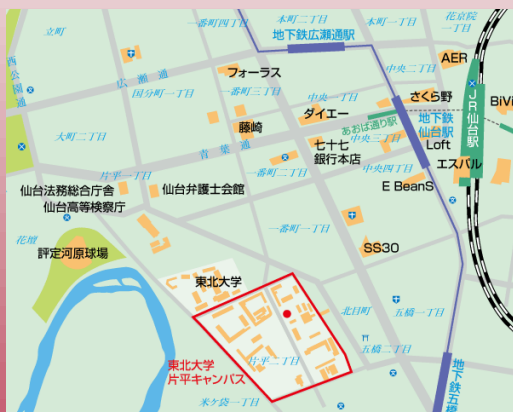 立町
一番町四丁目
本町二丁目
本町一丁目
花京院
一丁目
地下鉄広瀬通駅
西公園通
広瀬通
フォーラス
中央二丁目
AER
国分町一丁目
一番町三丁目
中央一丁目
さくら野
BiVi
ダイエー
大町二丁目
藤崎
あおば通り駅
地下鉄
仙台駅
JR仙台駅
青葉通
七十七
銀行本店
中央三丁目
Loft
片平一丁目
一番町二丁目
中央四丁目
エスパル
仙台法務総合庁舎
仙台弁護士会館
E BeanS
仙台高等検察庁
花壇
一番町一丁目
評定河原球場
SS30
東北大学
北目町
五橋一丁目
東北大学
片平キャンパス
片平二丁目
五橋二丁目
米ケ袋一丁目
地下鉄五橋